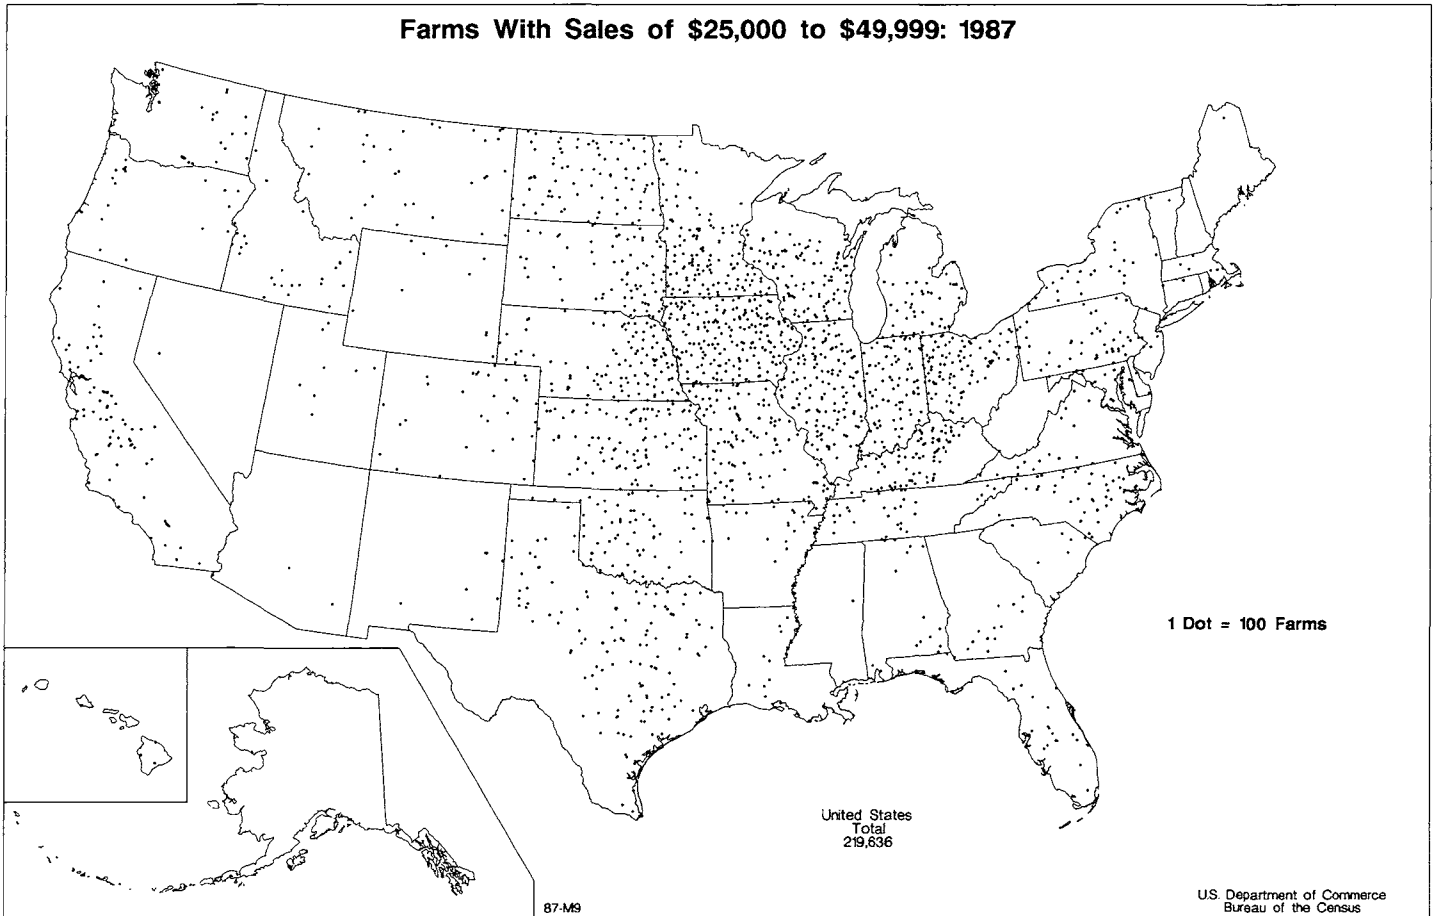 Farms With Sales of $25,000 to $49,999: 1987
1 Dot = 100 Farms
United States
Total
219,636
87-M9
U.S. Department of Commerce
Bureau of the Census